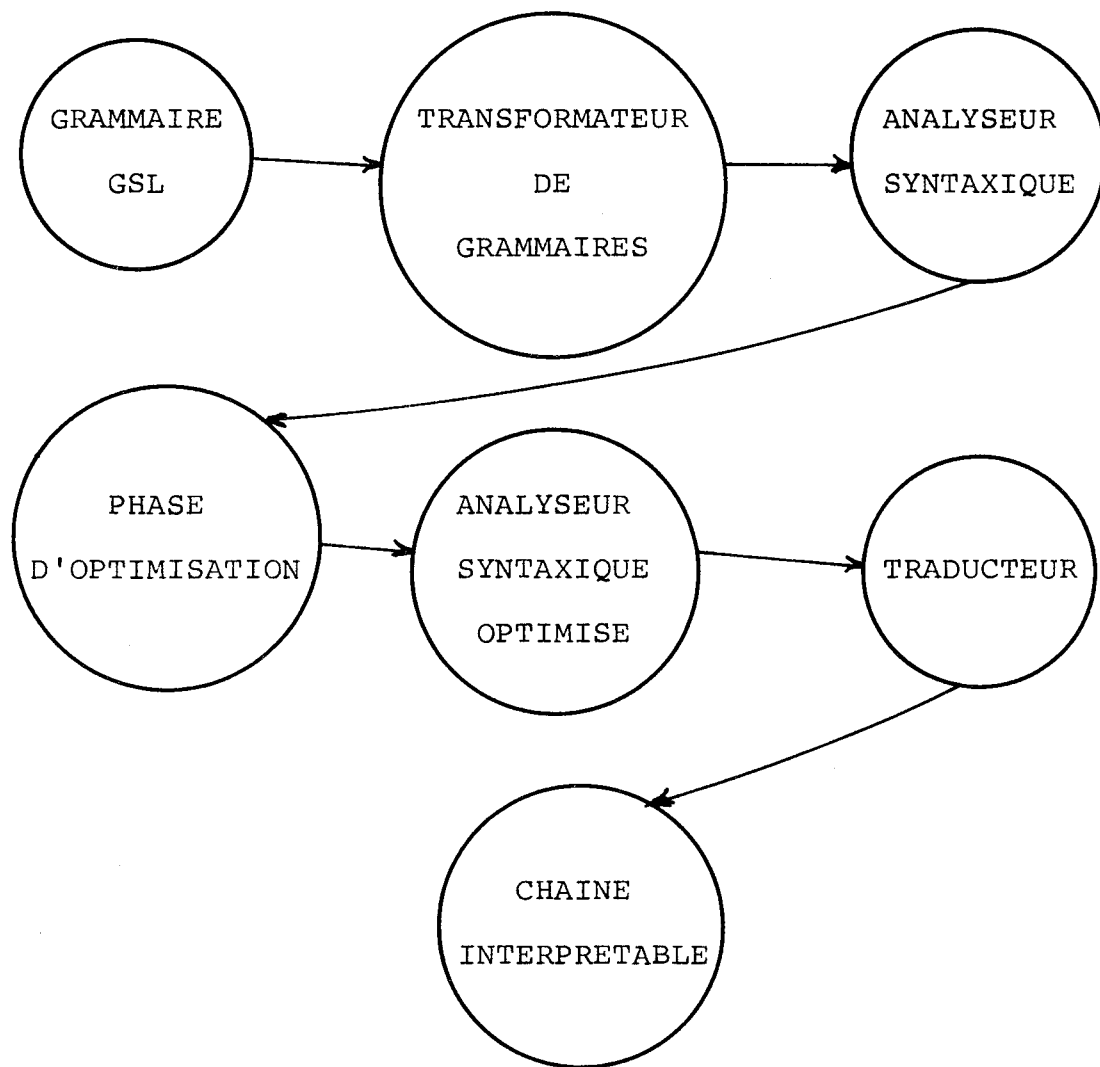 GRAMMAIRE
GSL
TRANSFORMATEUR
DE
GRAMMAIRES
ANALYSEUR
SYNTAXIQUE
PHASE
D'OPTIMISATION
ANALYSEUR
SYNTAXIQUE
OPTIMISE
TRADUCTEUR
CHAINE
INTERPRETABLE